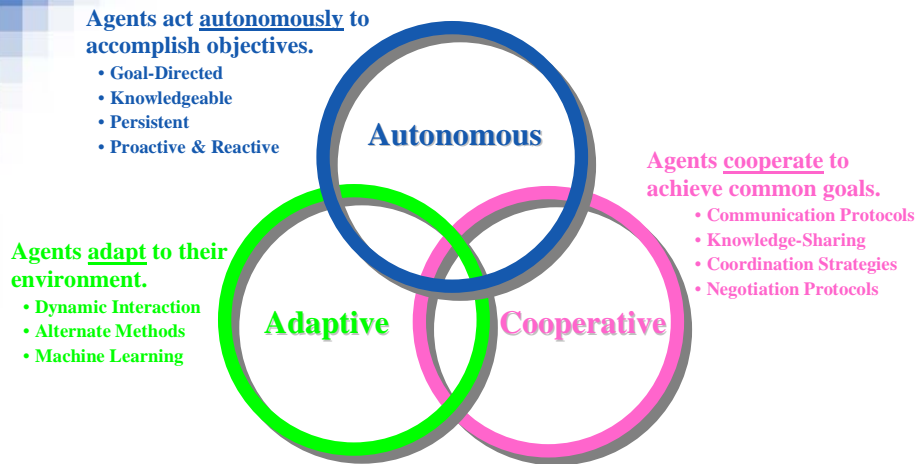 Agents act autonomously to
accomplish objectives.
• Goal-Directed
• Knowledgeable
• Persistent
• Proactive & Reactive
Autonomous
Agents cooperate to
achieve common goals.
• Communication Protocols
• Knowledge-Sharing
• Coordination Strategies
• Negotiation Protocols
Agents adapt to their
environment.
• Dynamic Interaction
• Alternate Methods
• Machine Learning
Adaptive
Cooperative